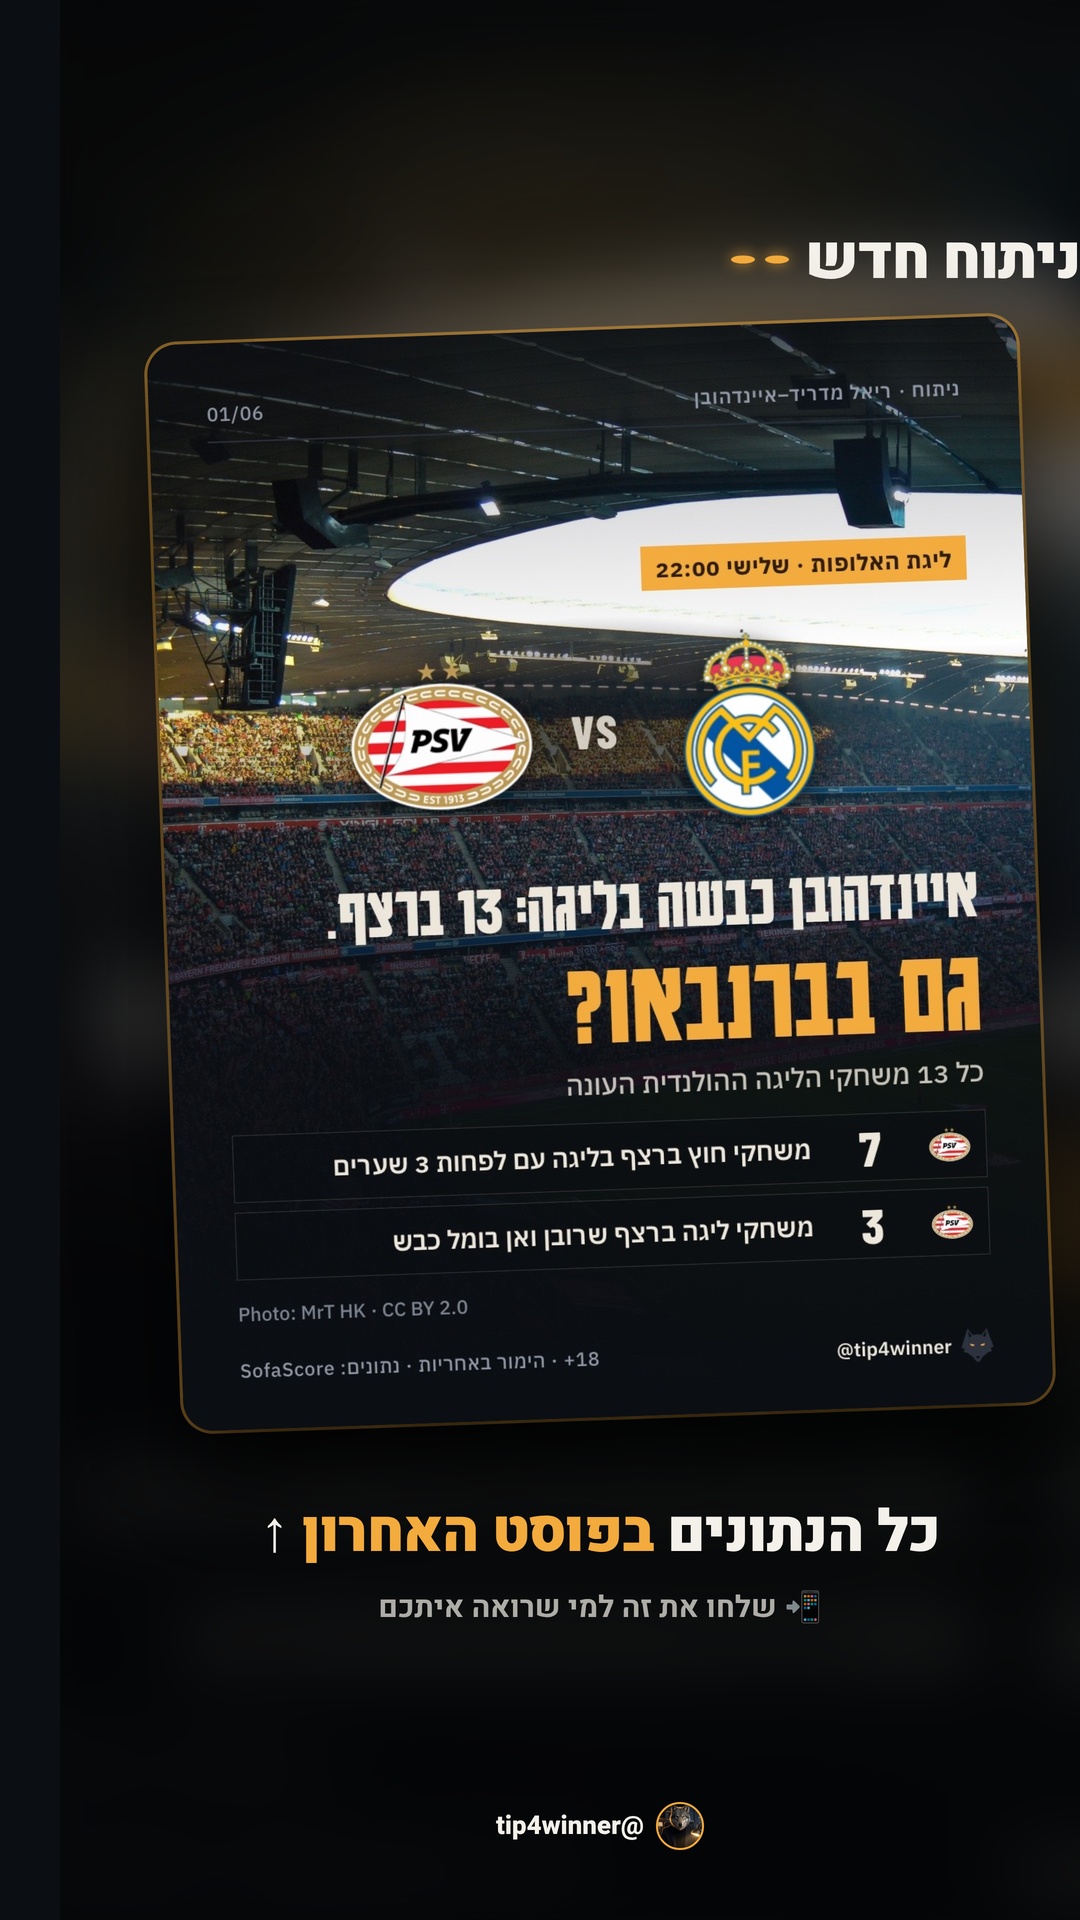 ניתוח חדש
ניתוח · ריאל מדריד–איינדהובן
01/06
ליגת האלופות · שלישי 22:00
PSV
EST 1913
VS
איינדהובן כבשה בליגה: 13 ברצף.
גם בברנבאו?
כל 13 משחקי הליגה ההולנדית העונה
7 משחקי חוץ ברצף בליגה עם לפחות 3 שערים
3 משחקי ליגה ברצף שרובן ואן בומל כבש
Photo: MrT HK · CC BY 2.0
@tip4winner
18+ · הימור באחריות · נתונים: SofaScore
כל הנתונים בפוסט האחרון ↑
שלחו את זה למי שרואה איתכם
tip4winner@